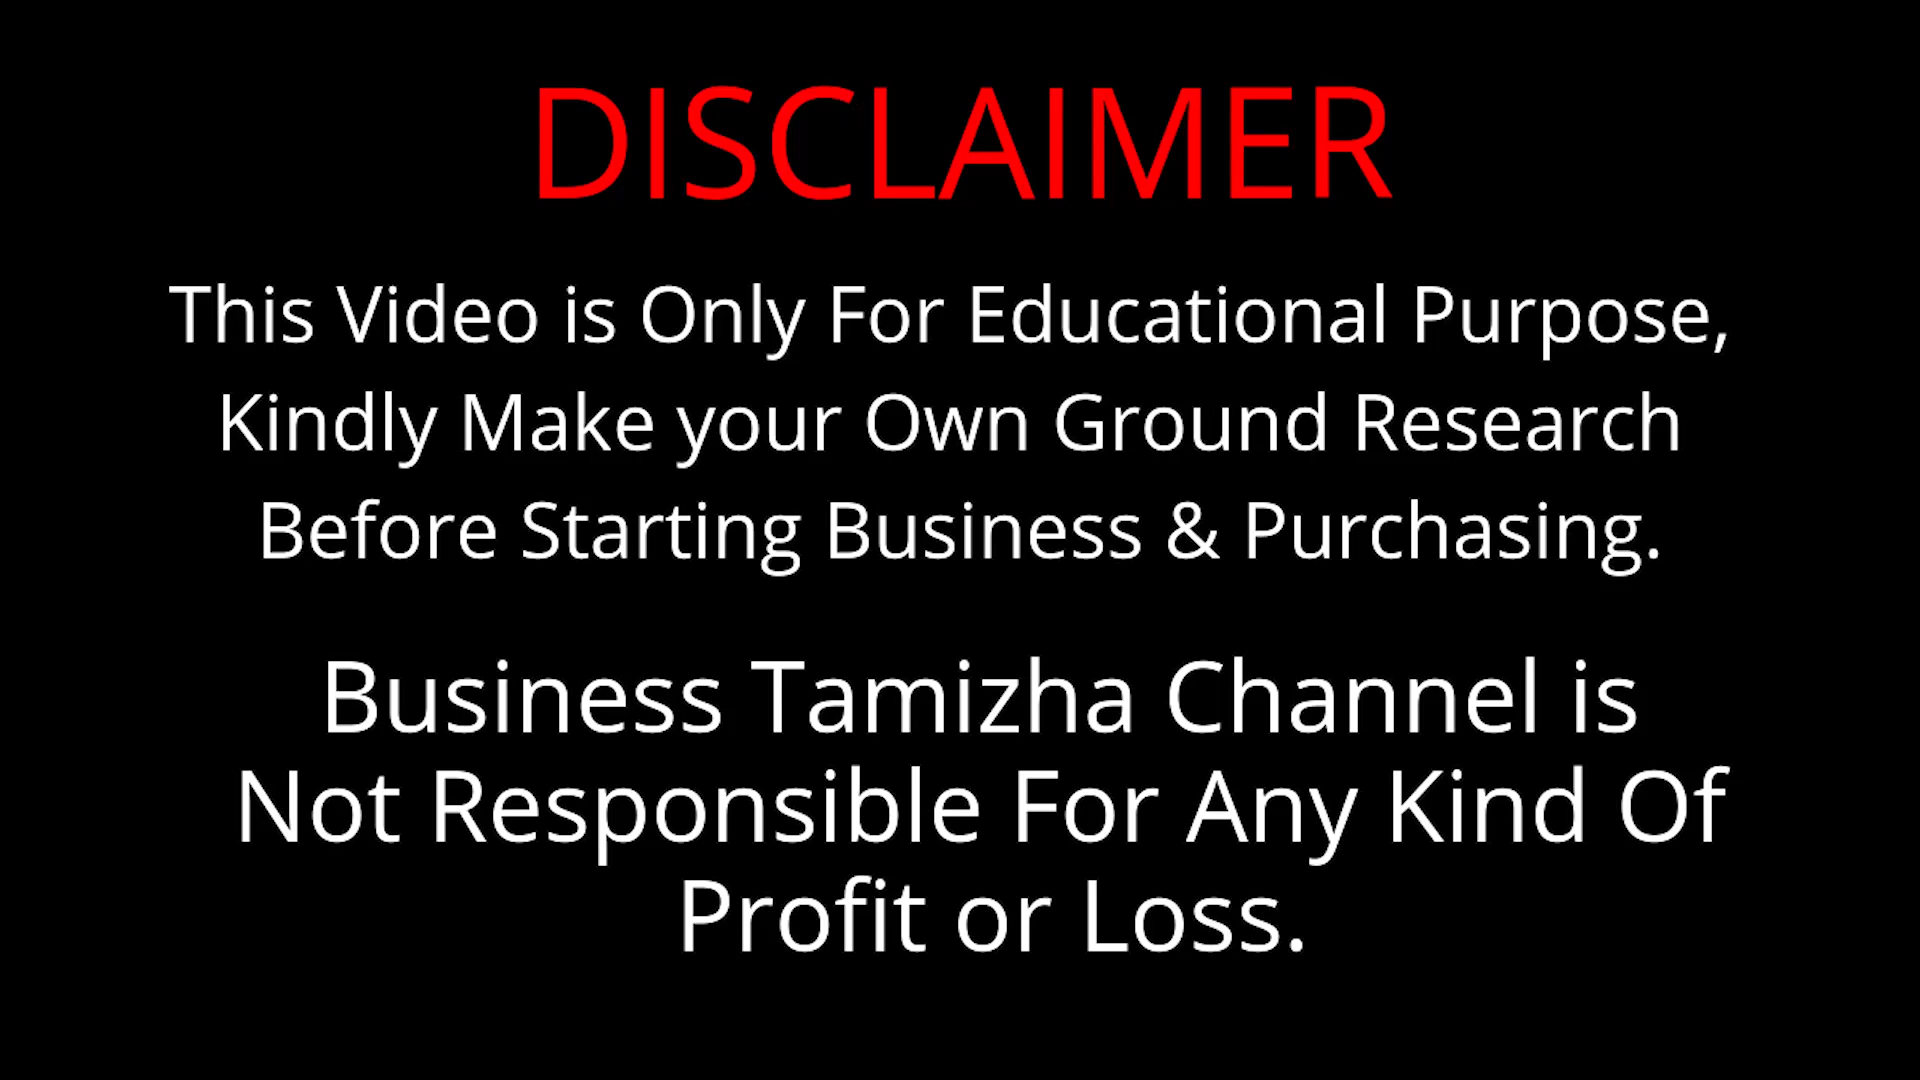 DISCLAIMER
This Video is Only For Educational Purpose,
Kindly Make your Own Ground Research
Before Starting Business & Purchasing.
Business Tamizha Channel is
Not Responsible For Any Kind Of
Profit or Loss.